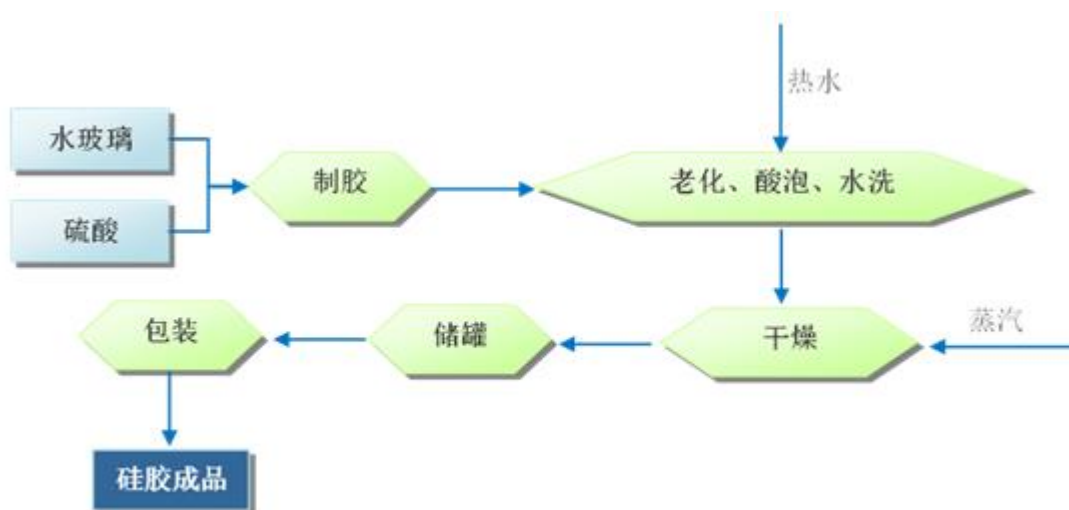 热水
水玻璃
制胶
老化、酸泡、水洗
硫酸
蒸汽
包装
储罐
干燥
硅胶成品